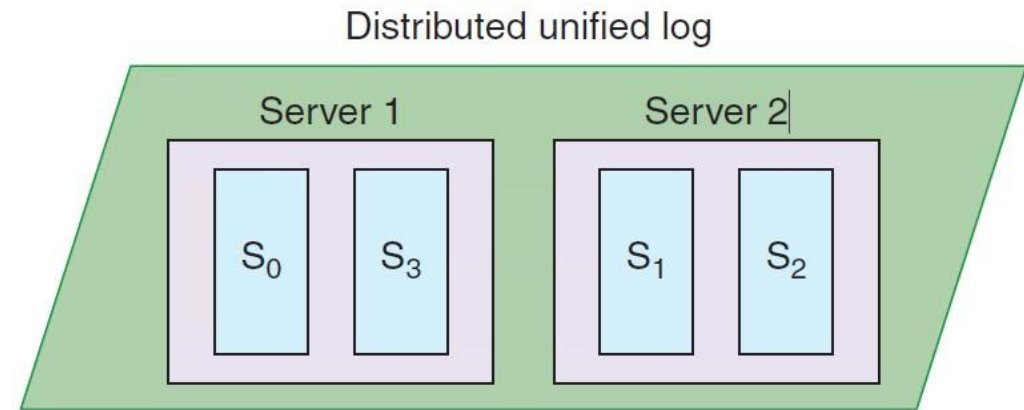 Distributed unified log
Server 1 Server 2
S₀ S₃ S₁ S₂